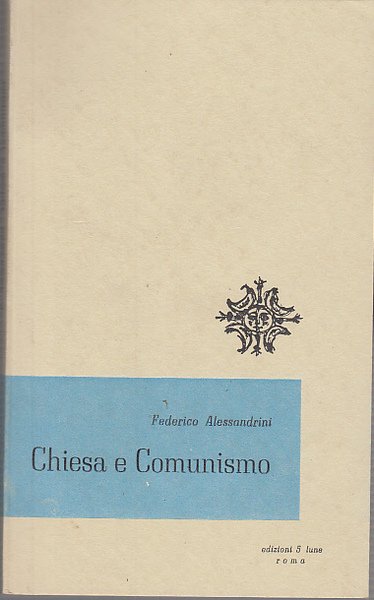 Federico Alessandrini
Chiesa e Comunismo
edizioni 5 lune
roma